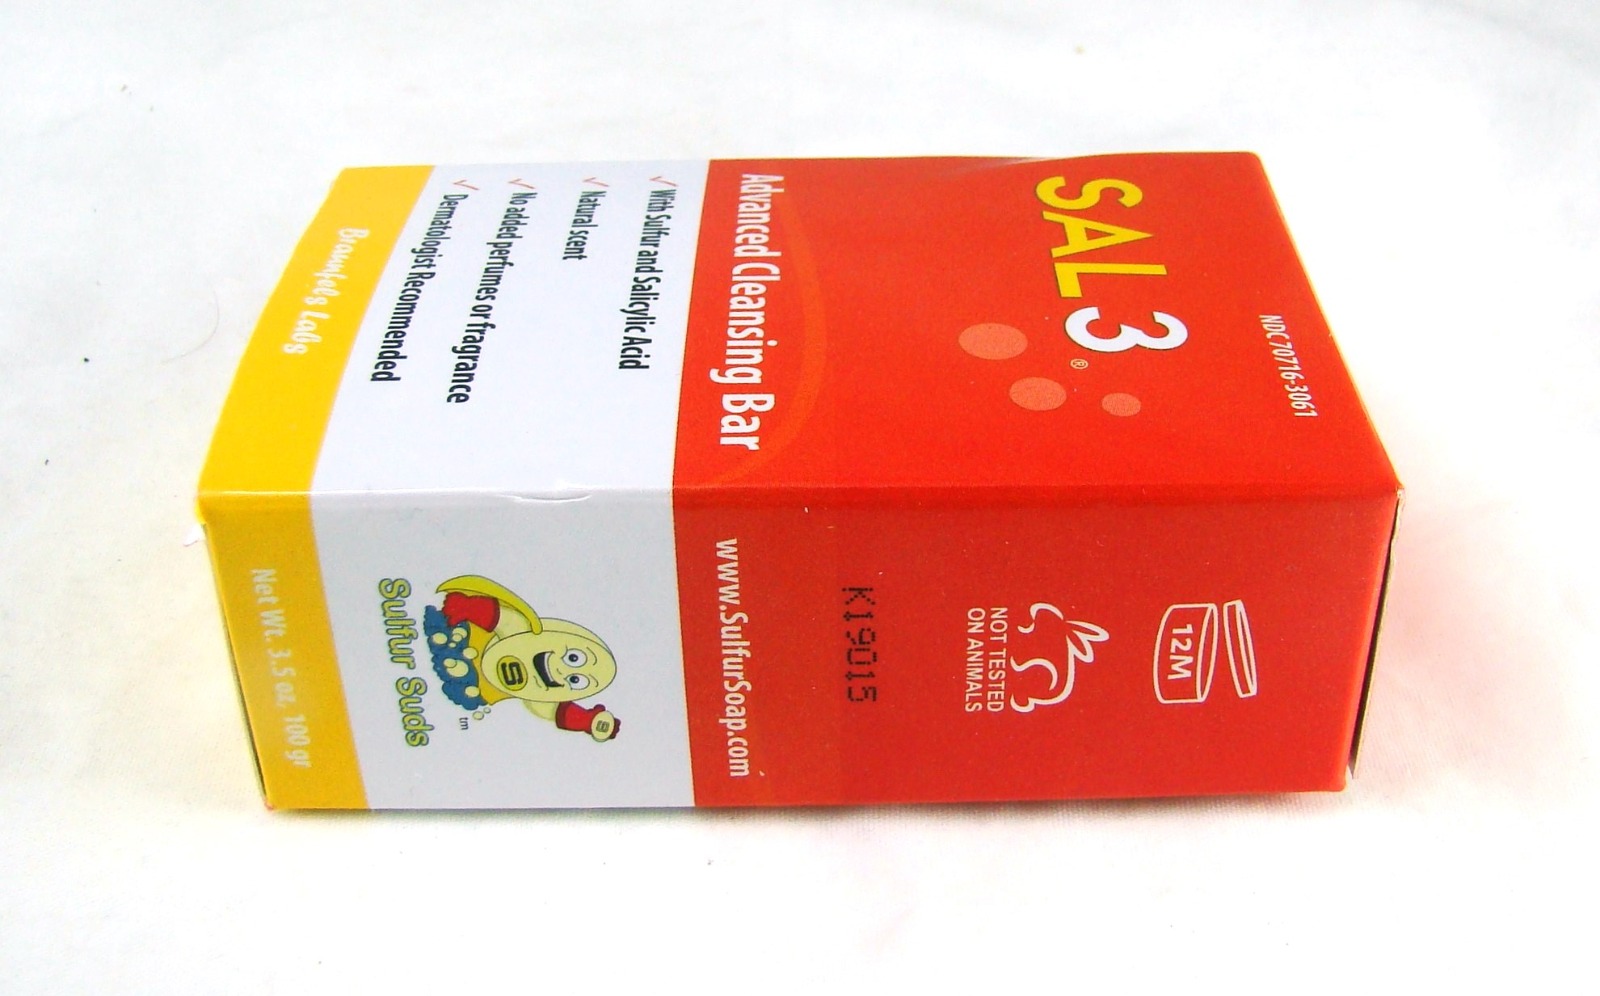 NDC 70716-3061
SAL3®
Advanced Cleansing Bar
✓ With Sulfur and Salicylic Acid
✓ Natural scent
✓ No added perfumes or fragrance
✓ Dermatologist Recommended
Braunfels Labs
12M
NOT TESTED
ON ANIMALS
K19015
www.SulfurSoap.com
S
tm
Sulfur Suds
Net Wt. 3.5 oz. 100 gr